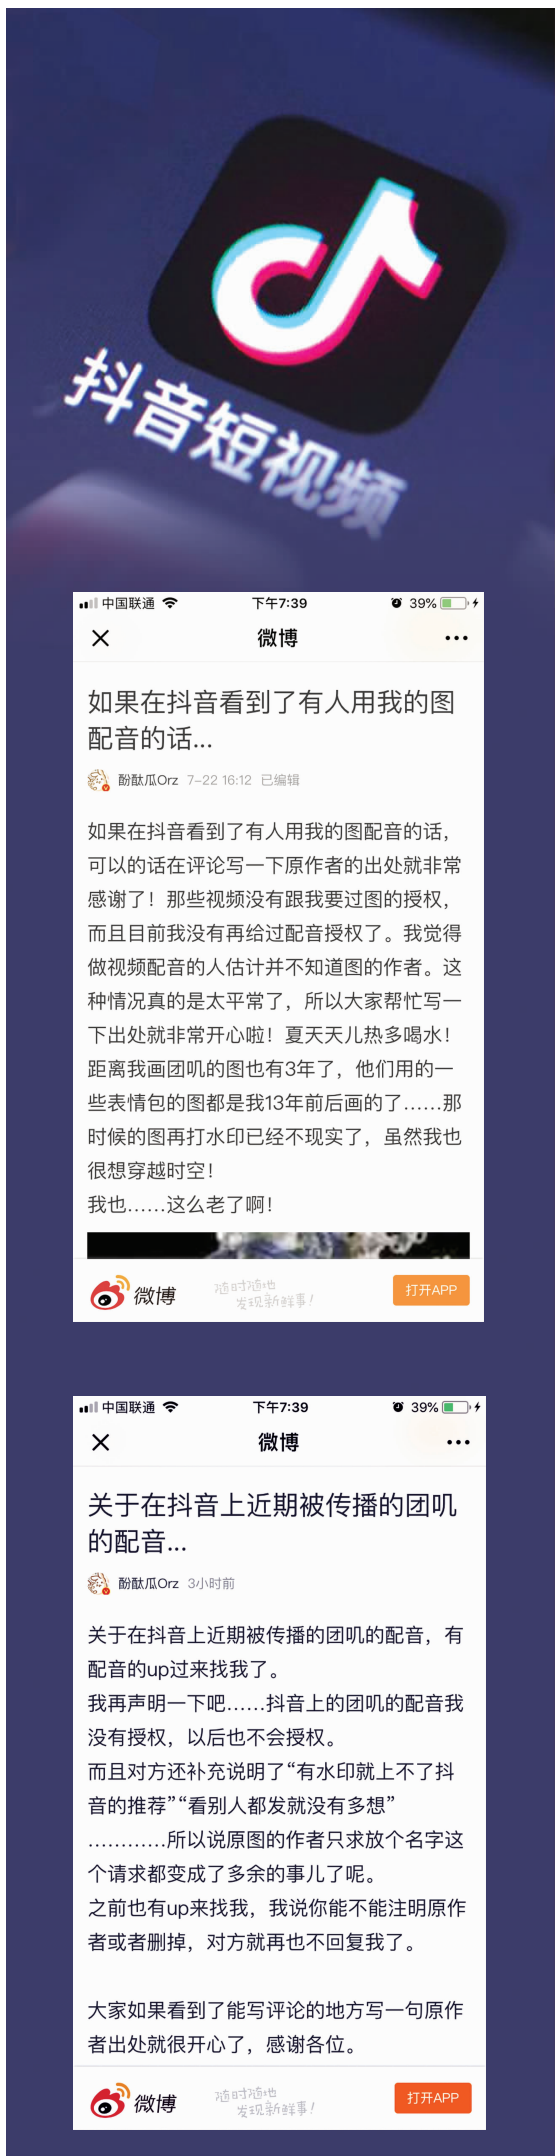 抖音短视频
中国联通 下午7:39 39%
微博
如果在抖音看到了有人用我的图
配音的话...
酚酞瓜Orz 7-22 16:12 已编辑
如果在抖音看到了有人用我的图配音的话，
可以的话在评论写一下原作者的出处就非常
感谢了！那些视频没有跟我要过图的授权，
而且目前我没有再给过配音授权了。我觉得
做视频配音的人估计并不知道图的作者。这
种情况真的是太平常了，所以大家帮忙写一
下出处就非常开心啦！夏天天儿热多喝水！
距离我画团叽的图也有3年了，他们用的一
些表情包的图都是我13年前后画的了……那
时候的图再打水印已经不现实了，虽然我也
很想穿越时空！
我也……这么老了啊！
微博 随时随地 打开APP
发现新鲜事！
中国联通 下午7:39 39%
微博
关于在抖音上近期被传播的团叽
的配音...
酚酞瓜Orz 3小时前
关于在抖音上近期被传播的团叽的配音，有
配音的up过来找我了。
我再声明一下吧……抖音上的团叽的配音我
没有授权，以后也不会授权。
而且对方还补充说明了“有水印就上不了抖
音的推荐”“看别人都发就没有多想”
…………所以说原图的作者只求放个名字这
个请求都变成了多余的事儿了呢。
之前也有up来找我，我说你能不能注明原作
者或者删掉，对方就再也不回复我了。
大家如果看到了能写评论的地方写一句原作
者出处就很开心了，感谢各位。
微博 随时随地 打开APP
发现新鲜事！